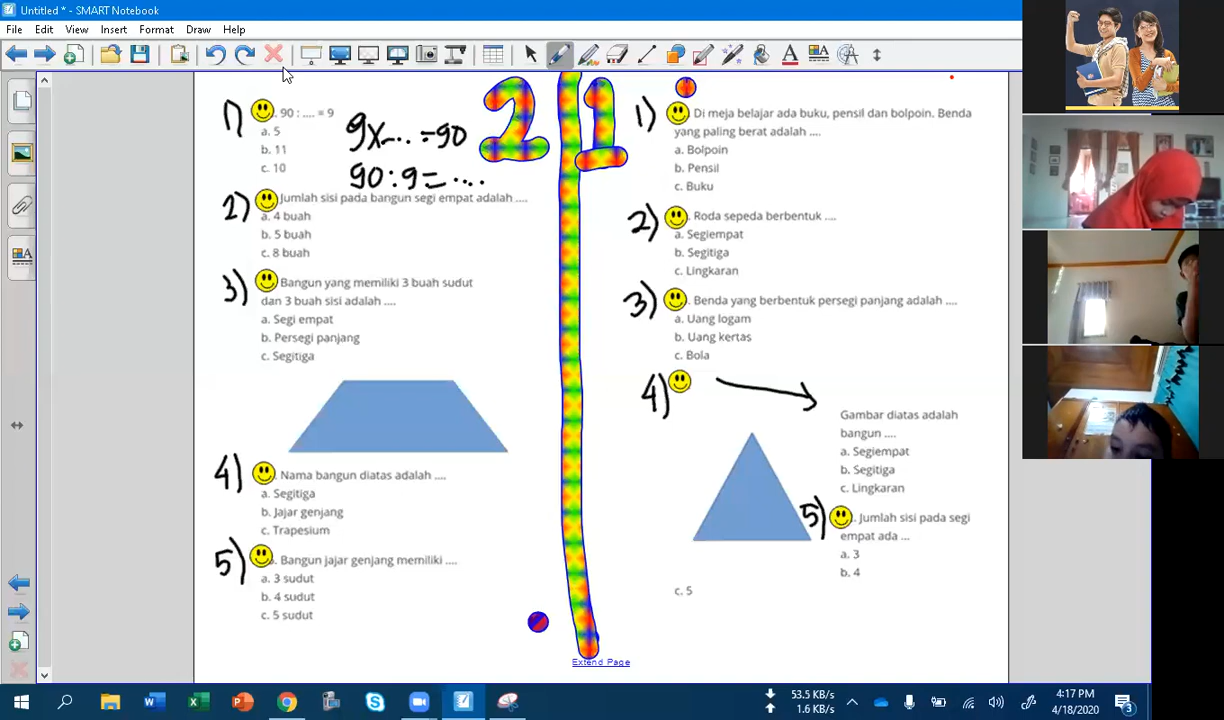 Untitled * - SMART Notebook
File Edit View Insert Format Draw Help
2 1
1) . 90 : .... = 9
a. 5
b. 11
c. 10
9x.... =90
90:9=....
2) Jumlah sisi pada bangun segi empat adalah ....
a. 4 buah
b. 5 buah
c. 8 buah
3) Bangun yang memiliki 3 buah sudut
dan 3 buah sisi adalah ....
a. Segi empat
b. Persegi panjang
c. Segitiga
4) . Nama bangun diatas adalah ....
a. Segitiga
b. Jajar genjang
c. Trapesium
5) . Bangun jajar genjang memiliki ....
a. 3 sudut
b. 4 sudut
c. 5 sudut
1) . Di meja belajar ada buku, pensil dan bolpoin. Benda
yang paling berat adalah ....
a. Bolpoin
b. Pensil
c. Buku
2) . Roda sepeda berbentuk ....
a. Segiempat
b. Segitiga
c. Lingkaran
3) . Benda yang berbentuk persegi panjang adalah ....
a. Uang logam
b. Uang kertas
c. Bola
4)
Gambar diatas adalah
bangun ....
a. Segiempat
b. Segitiga
c. Lingkaran
5) . Jumlah sisi pada segi
empat ada ...
a. 3
b. 4
c. 5
Extend Page
53.5 KB/s
1.6 KB/s
4:17 PM
4/18/2020
3